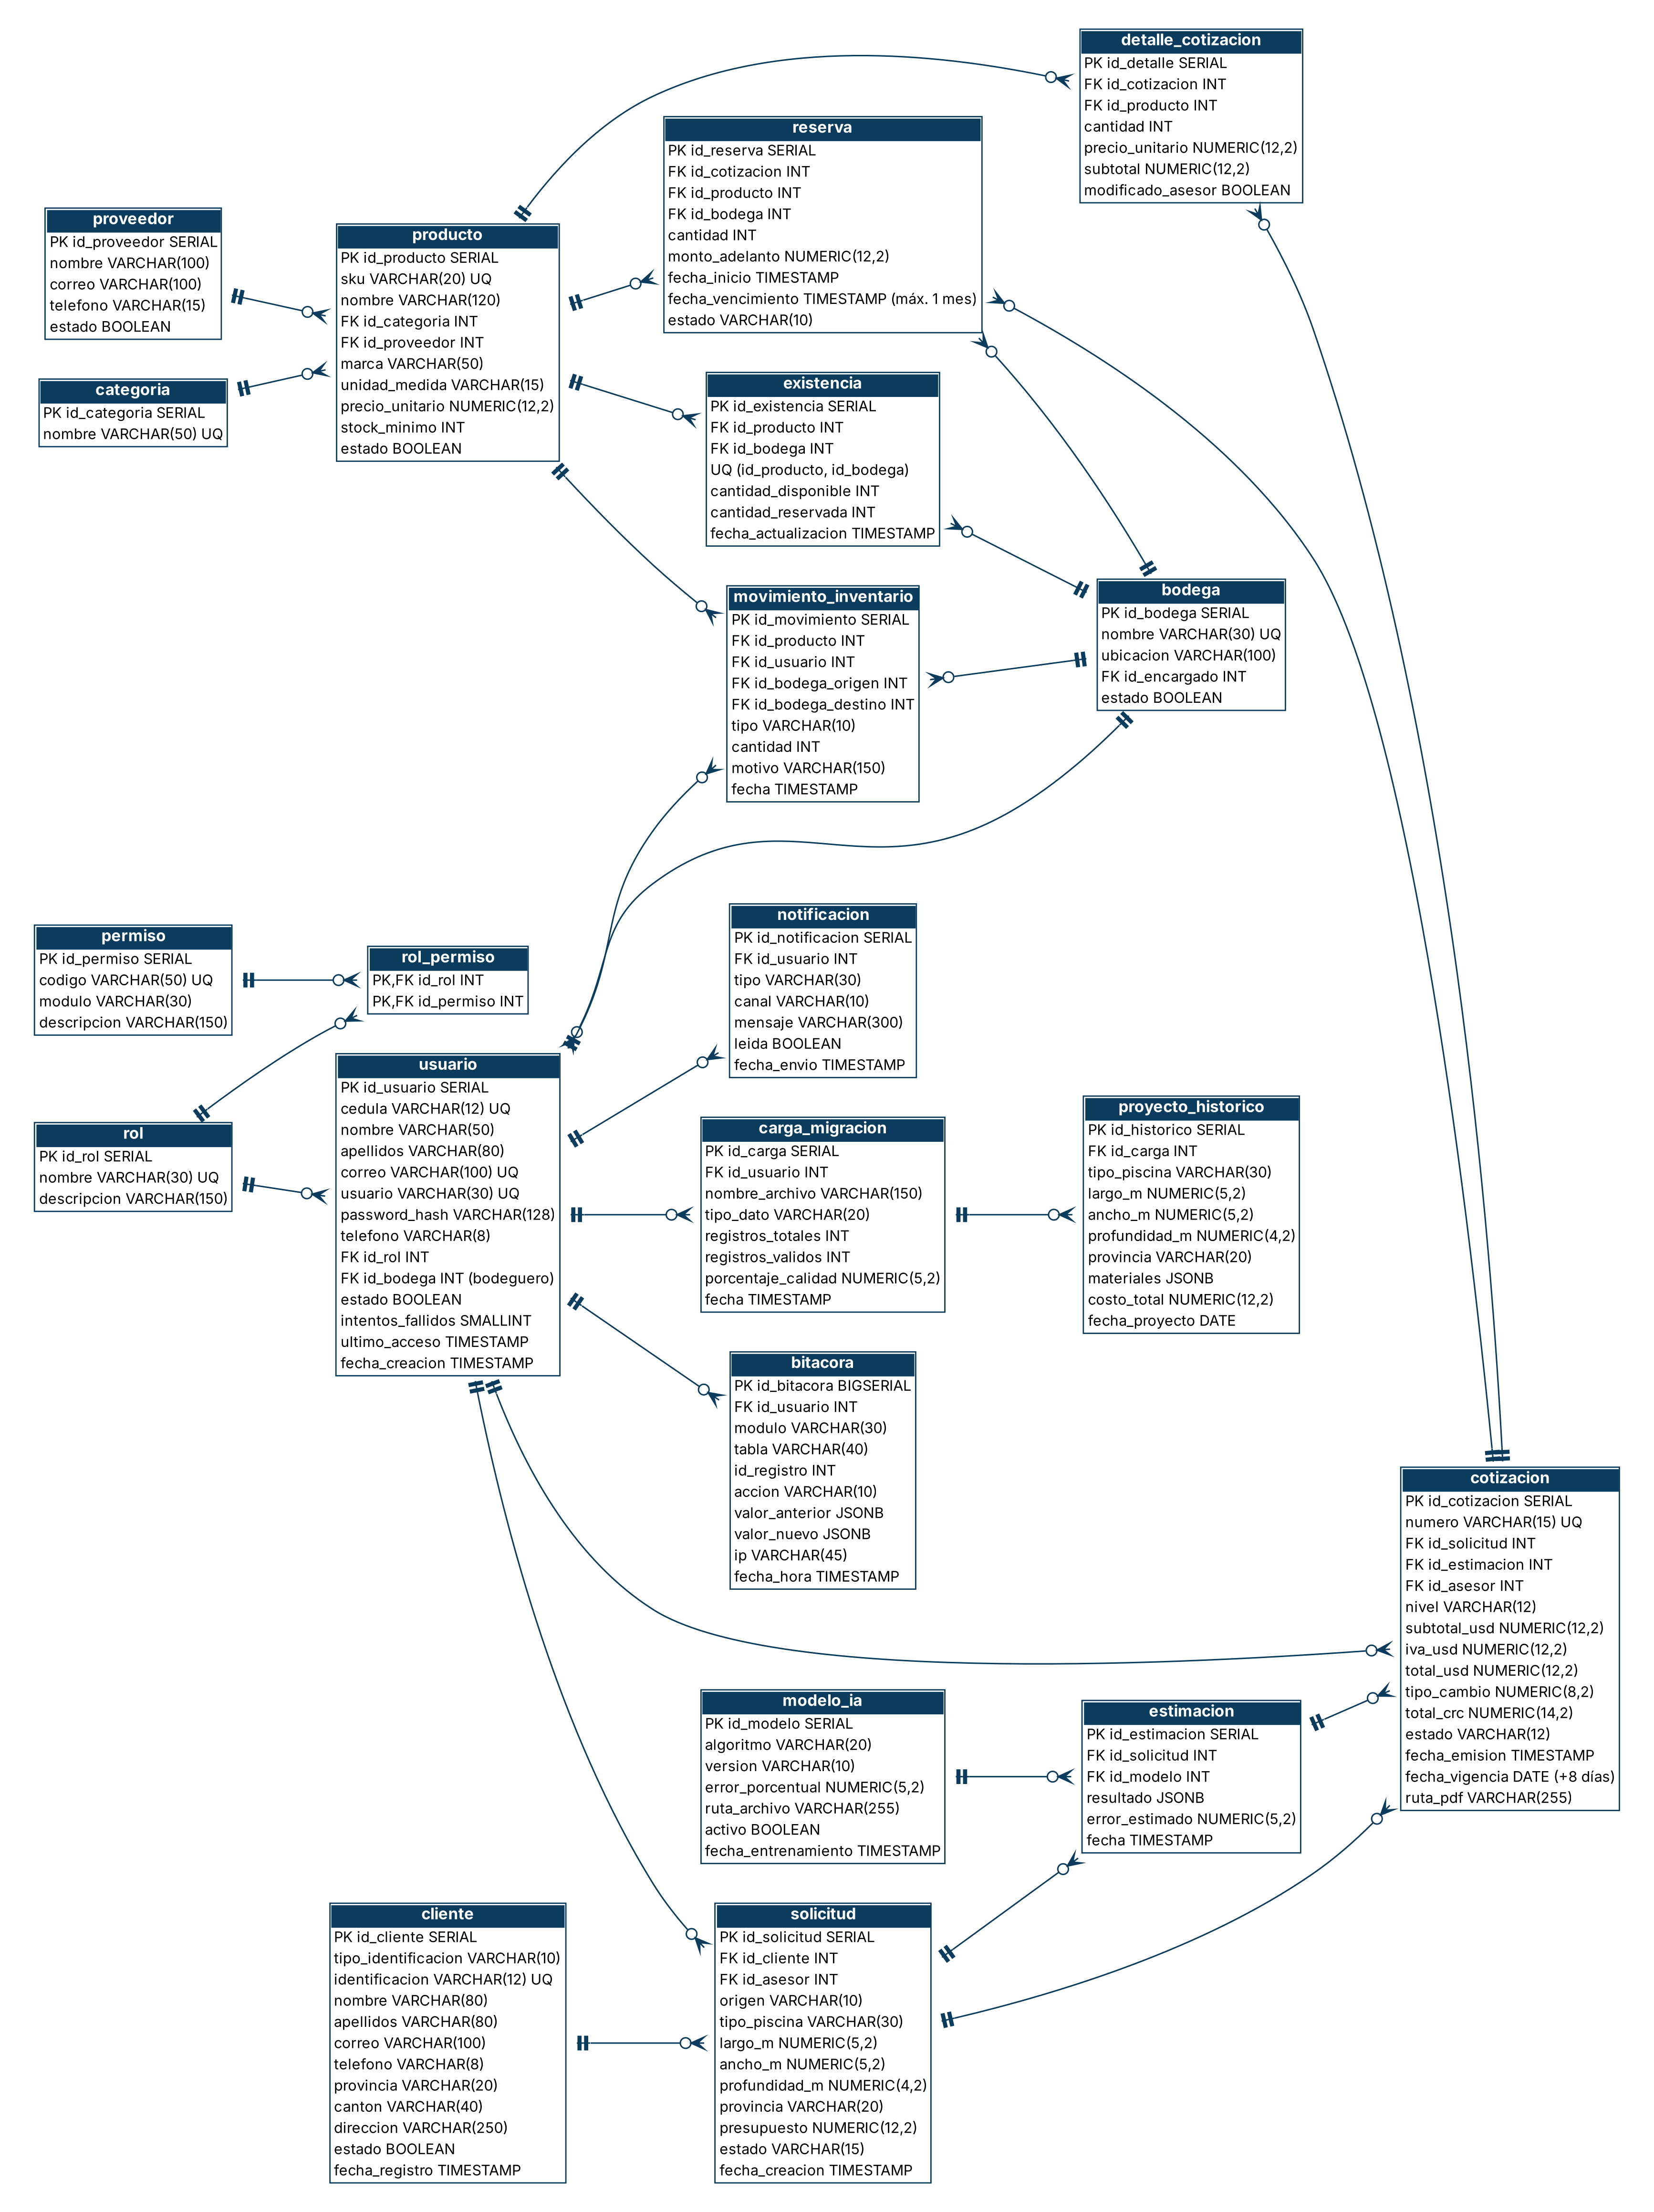 detalle_cotizacion
PK id_detalle SERIAL
FK id_cotizacion INT
FK id_producto INT
cantidad INT
precio_unitario NUMERIC(12,2)
subtotal NUMERIC(12,2)
modificado_asesor BOOLEAN
reserva
PK id_reserva SERIAL
FK id_cotizacion INT
FK id_producto INT
FK id_bodega INT
cantidad INT
monto_adelanto NUMERIC(12,2)
fecha_inicio TIMESTAMP
fecha_vencimiento TIMESTAMP (máx. 1 mes)
estado VARCHAR(10)
proveedor
PK id_proveedor SERIAL
nombre VARCHAR(100)
correo VARCHAR(100)
telefono VARCHAR(15)
estado BOOLEAN
producto
PK id_producto SERIAL
sku VARCHAR(20) UQ
nombre VARCHAR(120)
FK id_categoria INT
FK id_proveedor INT
marca VARCHAR(50)
unidad_medida VARCHAR(15)
precio_unitario NUMERIC(12,2)
stock_minimo INT
estado BOOLEAN
categoria
PK id_categoria SERIAL
nombre VARCHAR(50) UQ
existencia
PK id_existencia SERIAL
FK id_producto INT
FK id_bodega INT
UQ (id_producto, id_bodega)
cantidad_disponible INT
cantidad_reservada INT
fecha_actualizacion TIMESTAMP
movimiento_inventario
PK id_movimiento SERIAL
FK id_producto INT
FK id_usuario INT
FK id_bodega_origen INT
FK id_bodega_destino INT
tipo VARCHAR(10)
cantidad INT
motivo VARCHAR(150)
fecha TIMESTAMP
bodega
PK id_bodega SERIAL
nombre VARCHAR(30) UQ
ubicacion VARCHAR(100)
FK id_encargado INT
estado BOOLEAN
permiso
PK id_permiso SERIAL
codigo VARCHAR(50) UQ
modulo VARCHAR(30)
descripcion VARCHAR(150)
rol_permiso
PK,FK id_rol INT
PK,FK id_permiso INT
notificacion
PK id_notificacion SERIAL
FK id_usuario INT
tipo VARCHAR(30)
canal VARCHAR(10)
mensaje VARCHAR(300)
leida BOOLEAN
fecha_envio TIMESTAMP
rol
PK id_rol SERIAL
nombre VARCHAR(30) UQ
descripcion VARCHAR(150)
usuario
PK id_usuario SERIAL
cedula VARCHAR(12) UQ
nombre VARCHAR(50)
apellidos VARCHAR(80)
correo VARCHAR(100) UQ
usuario VARCHAR(30) UQ
password_hash VARCHAR(128)
telefono VARCHAR(8)
FK id_rol INT
FK id_bodega INT (bodeguero)
estado BOOLEAN
intentos_fallidos SMALLINT
ultimo_acceso TIMESTAMP
fecha_creacion TIMESTAMP
carga_migracion
PK id_carga SERIAL
FK id_usuario INT
nombre_archivo VARCHAR(150)
tipo_dato VARCHAR(20)
registros_totales INT
registros_validos INT
porcentaje_calidad NUMERIC(5,2)
fecha TIMESTAMP
proyecto_historico
PK id_historico SERIAL
FK id_carga INT
tipo_piscina VARCHAR(30)
largo_m NUMERIC(5,2)
ancho_m NUMERIC(5,2)
profundidad_m NUMERIC(4,2)
provincia VARCHAR(20)
materiales JSONB
costo_total NUMERIC(12,2)
fecha_proyecto DATE
bitacora
PK id_bitacora BIGSERIAL
FK id_usuario INT
modulo VARCHAR(30)
tabla VARCHAR(40)
id_registro INT
accion VARCHAR(10)
valor_anterior JSONB
valor_nuevo JSONB
ip VARCHAR(45)
fecha_hora TIMESTAMP
cotizacion
PK id_cotizacion SERIAL
numero VARCHAR(15) UQ
FK id_solicitud INT
FK id_estimacion INT
FK id_asesor INT
nivel VARCHAR(12)
subtotal_usd NUMERIC(12,2)
iva_usd NUMERIC(12,2)
total_usd NUMERIC(12,2)
tipo_cambio NUMERIC(8,2)
total_crc NUMERIC(14,2)
estado VARCHAR(12)
fecha_emision TIMESTAMP
fecha_vigencia DATE (+8 días)
ruta_pdf VARCHAR(255)
modelo_ia
PK id_modelo SERIAL
algoritmo VARCHAR(20)
version VARCHAR(10)
error_porcentual NUMERIC(5,2)
ruta_archivo VARCHAR(255)
activo BOOLEAN
fecha_entrenamiento TIMESTAMP
estimacion
PK id_estimacion SERIAL
FK id_solicitud INT
FK id_modelo INT
resultado JSONB
error_estimado NUMERIC(5,2)
fecha TIMESTAMP
cliente
PK id_cliente SERIAL
tipo_identificacion VARCHAR(10)
identificacion VARCHAR(12) UQ
nombre VARCHAR(80)
apellidos VARCHAR(80)
correo VARCHAR(100)
telefono VARCHAR(8)
provincia VARCHAR(20)
canton VARCHAR(40)
direccion VARCHAR(250)
estado BOOLEAN
fecha_registro TIMESTAMP
solicitud
PK id_solicitud SERIAL
FK id_cliente INT
FK id_asesor INT
origen VARCHAR(10)
tipo_piscina VARCHAR(30)
largo_m NUMERIC(5,2)
ancho_m NUMERIC(5,2)
profundidad_m NUMERIC(4,2)
provincia VARCHAR(20)
presupuesto NUMERIC(12,2)
estado VARCHAR(15)
fecha_creacion TIMESTAMP